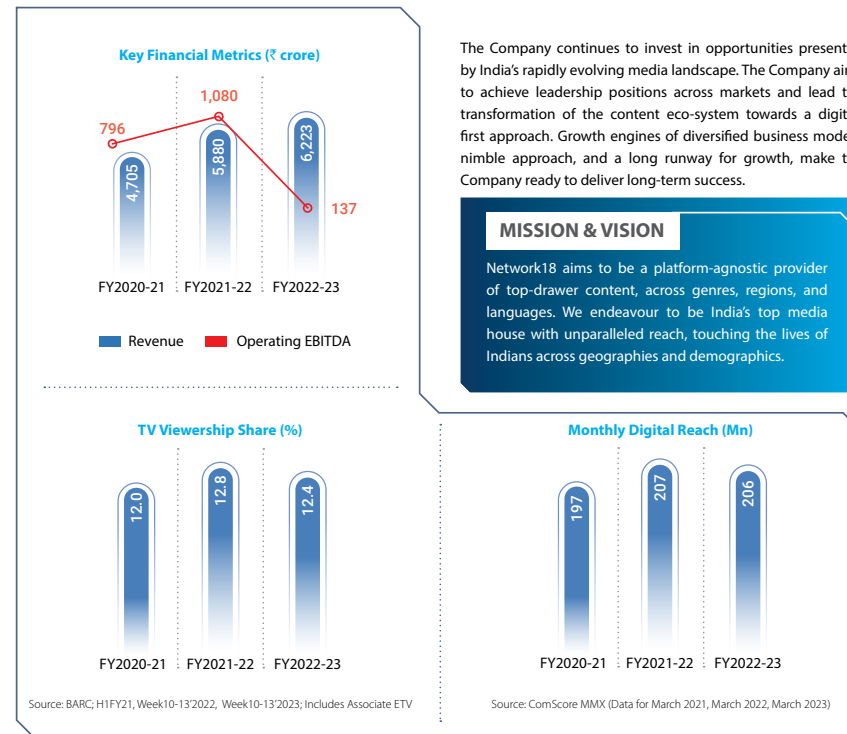 Key Financial Metrics (₹ crore)
796
1,080
137
4,705
5,880
6,223
FY2020-21
FY2021-22
FY2022-23
Revenue
Operating EBITDA
The Company continues to invest in opportunities
by India's rapidly evolving media landscape. The Company
to achieve leadership positions across markets and lead
transformation of the content eco-system towards a
first approach. Growth engines of diversified business
nimble approach, and a long runway for growth, make
Company ready to deliver long-term success.
MISSION & VISION
Network18 aims to be a platform-agnostic provider
of top-drawer content, across genres, regions, and
languages. We endeavour to be India's top media
house with unparalleled reach, touching the lives of
Indians across geographies and demographics.
TV Viewership Share (%)
12.0
12.8
12.4
FY2020-21
FY2021-22
FY2022-23
Source: BARC; H1FY21, Week10-13'2022, Week10-13'2023; Includes Associate ETV
Monthly Digital Reach (Mn)
197
207
206
FY2020-21
FY2021-22
FY2022-23
Source: ComScore MMX (Data for March 2021, March 2022, March 2023)